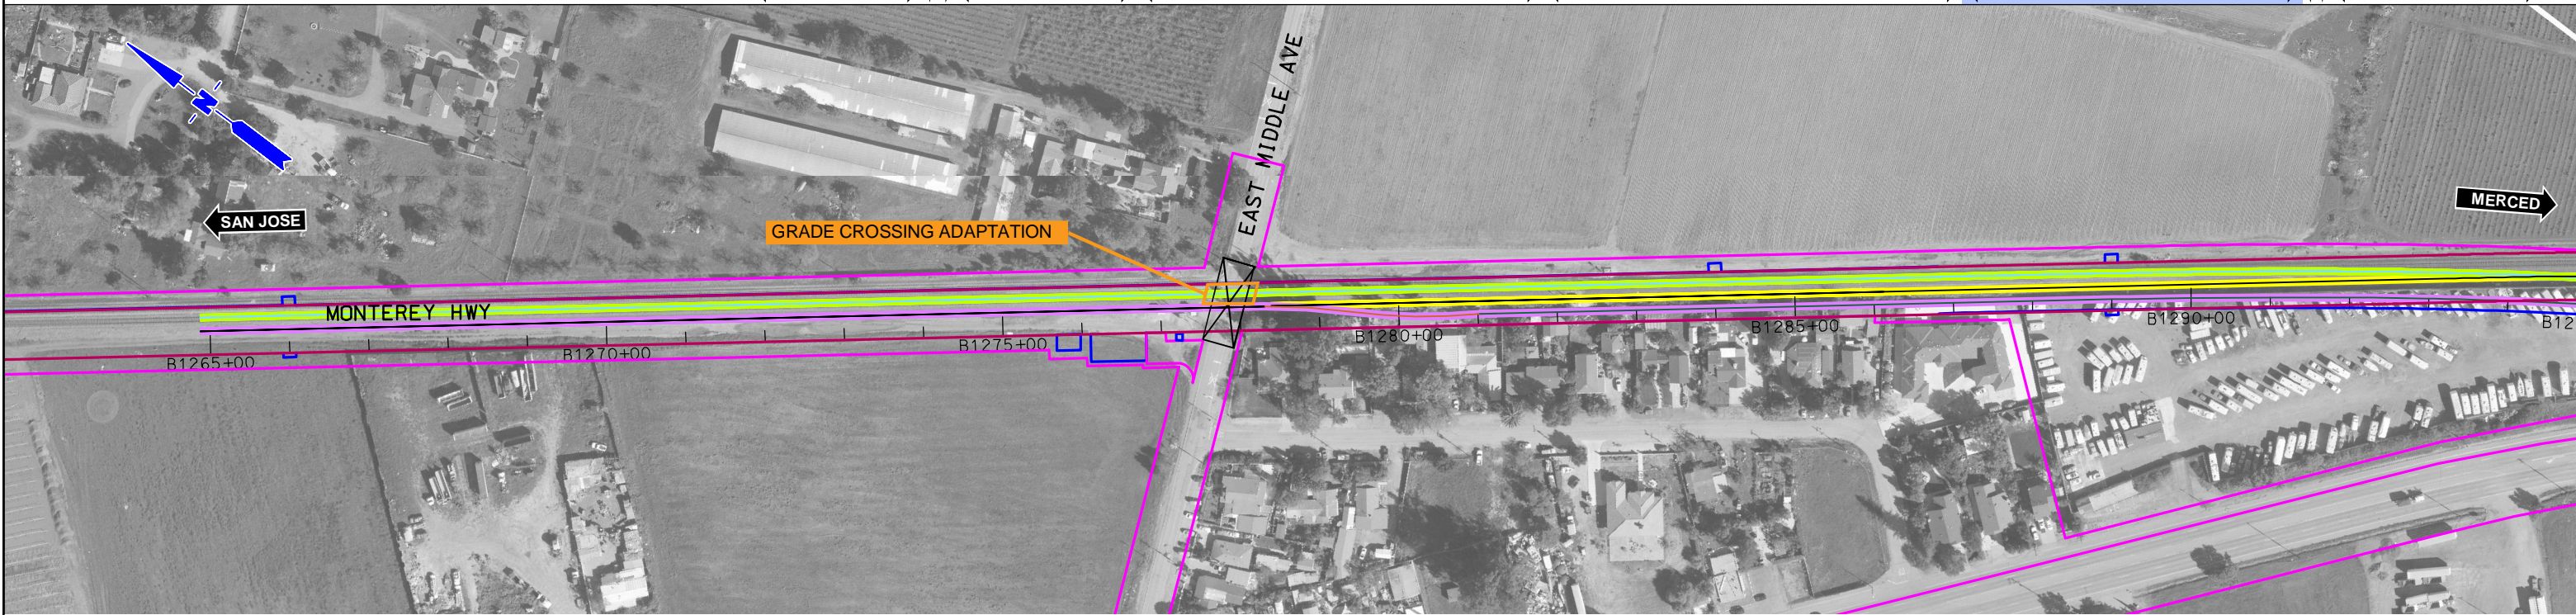 EAST MIDDLE AVE
N
SAN JOSE
MERCED
GRADE CROSSING ADAPTATION
MONTEREY HWY
B1265+00
B1270+00
B1275+00
B1280+00
B1285+00
B1290+00
B12